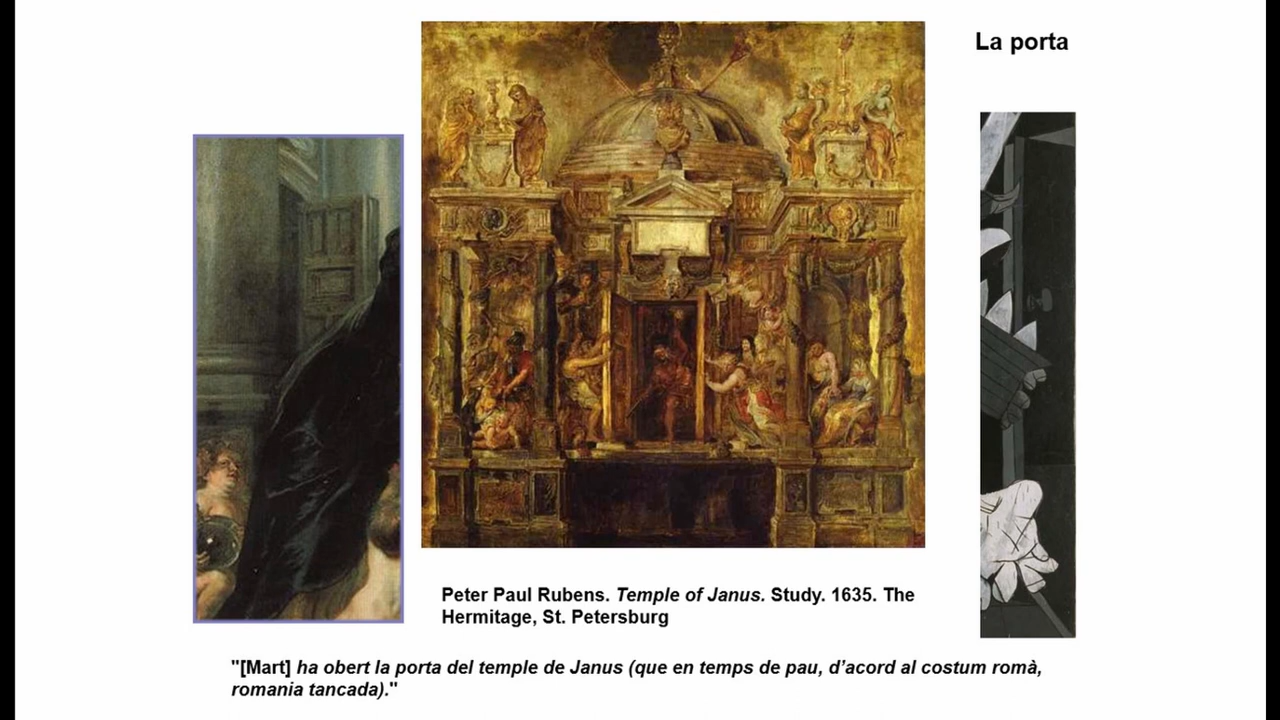 La porta
Peter Paul Rubens. Temple of Janus. Study. 1635. The
Hermitage, St. Petersburg
"[Mart] ha obert la porta del temple de Janus (que en temps de pau, d’acord al costum romà,
romania tancada)."